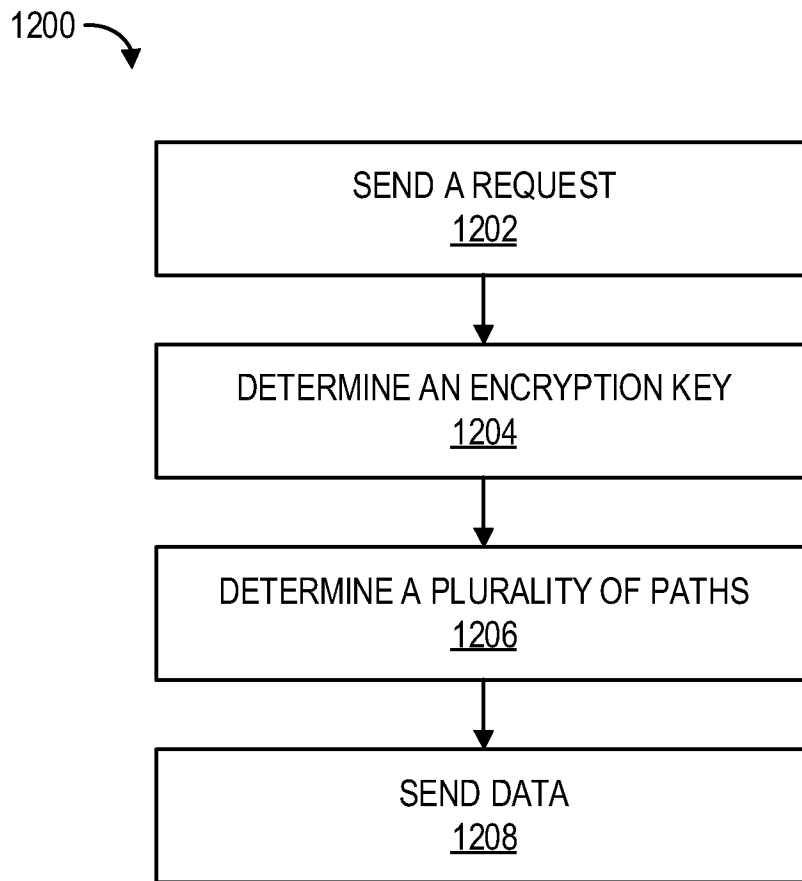 1200
SEND A REQUEST
1202
DETERMINE AN ENCRYPTION KEY
1204
DETERMINE A PLURALITY OF PATHS
1206
SEND DATA
1208